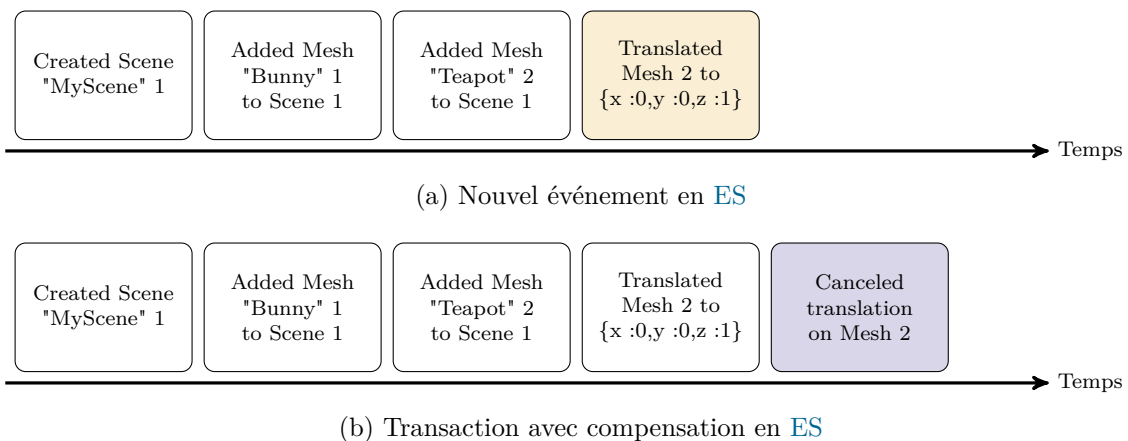 Created Scene
"MyScene" 1
Added Mesh
"Bunny" 1
to Scene 1
Added Mesh
"Teapot" 2
to Scene 1
Translated
Mesh 2 to
{x :0,y :0,z :1}
Temps
(a) Nouvel événement en ES
Created Scene
"MyScene" 1
Added Mesh
"Bunny" 1
to Scene 1
Added Mesh
"Teapot" 2
to Scene 1
Translated
Mesh 2 to
{x :0,y :0,z :1}
Canceled
translation
on Mesh 2
Temps
(b) Transaction avec compensation en ES